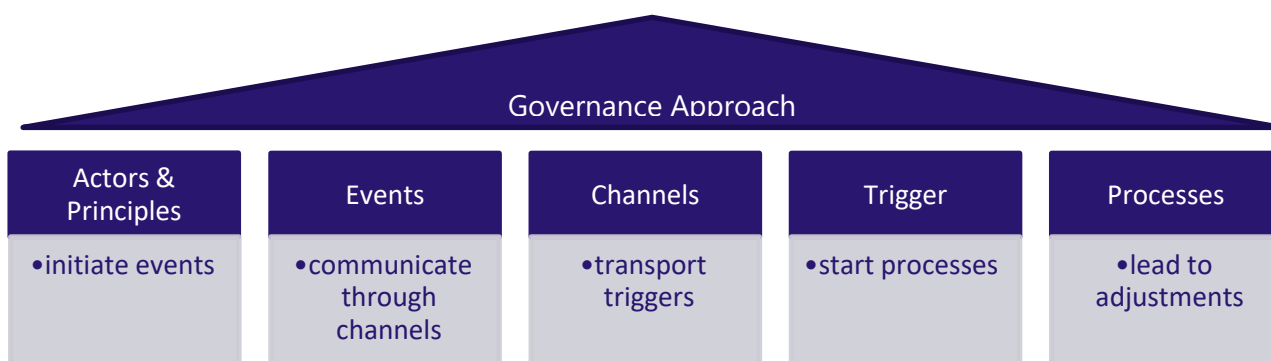 Governance Approach
Actors &
Principles
•initiate events
Events
•communicate
through
channels
Channels
•transport
triggers
Trigger
•start processes
Processes
•lead to
adjustments